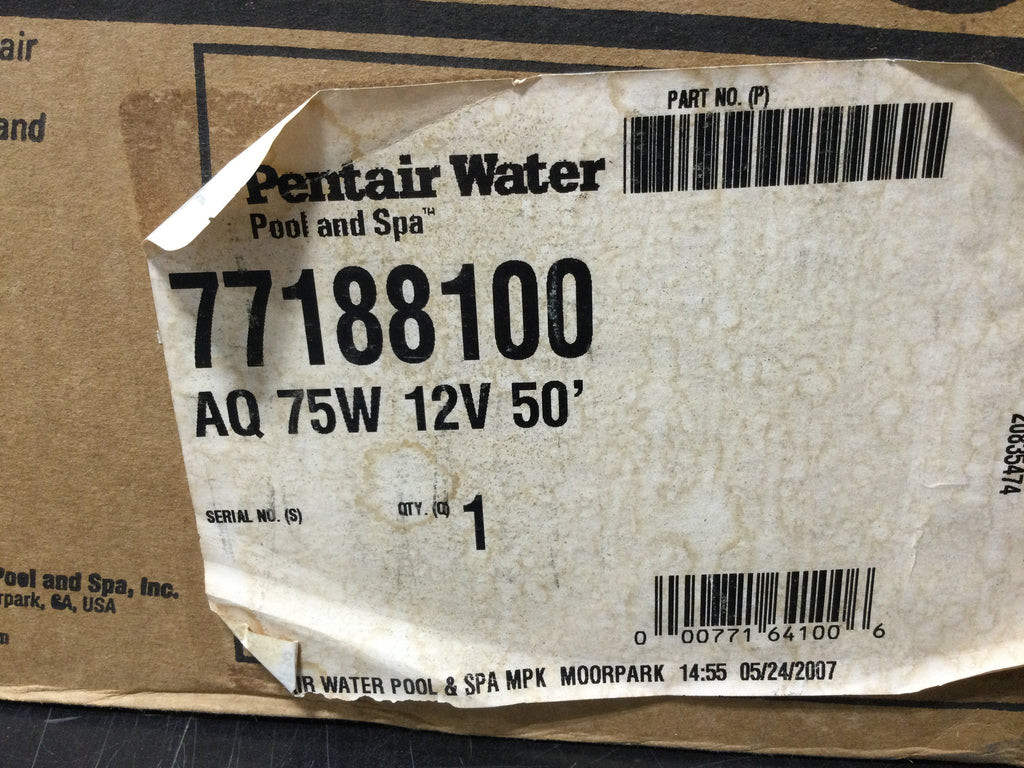 air
and
PART NO. (P)
Pentair Water
Pool and Spa™
77188100
AQ 75W 12V 50'
20835474
SERIAL NO. (S)
QTY. (Q) 1
Pool and Spa, Inc.
rpark, CA, USA
m
0 00771 64100 6
IR WATER POOL & SPA MPK MOORPARK 14:55 05/24/2007